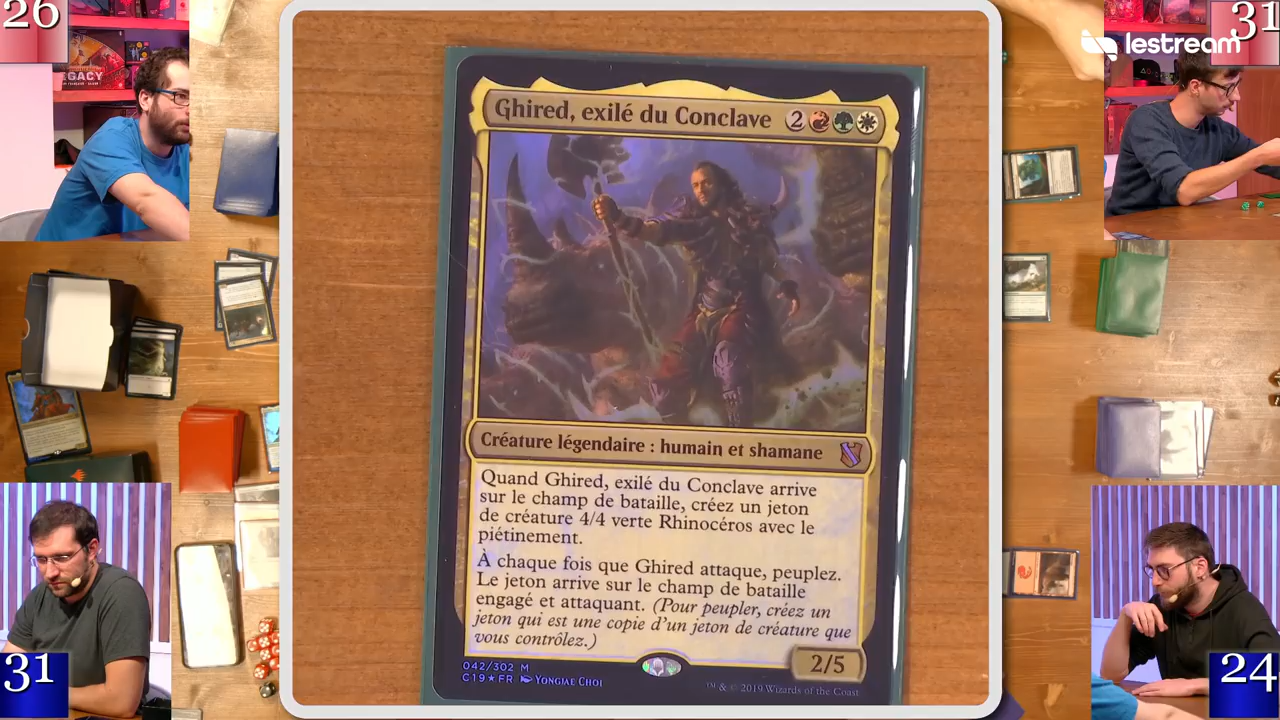 26
31
lestream
LEGACY
Ghired, exilé du Conclave 2
Créature légendaire : humain et shamane
Quand Ghired, exilé du Conclave arrive
sur le champ de bataille, créez un jeton
de créature 4/4 verte Rhinocéros avec le
piétinement.
À chaque fois que Ghired attaque, peuplez.
Le jeton arrive sur le champ de bataille
engagé et attaquant. (Pour peupler, créez un
jeton qui est une copie d'un jeton de créature que
vous contrôlez.)
2/5
042/302 M
C19★FR YONGJAE CHOI
™ & © 2019 Wizards of the Coast
31
24